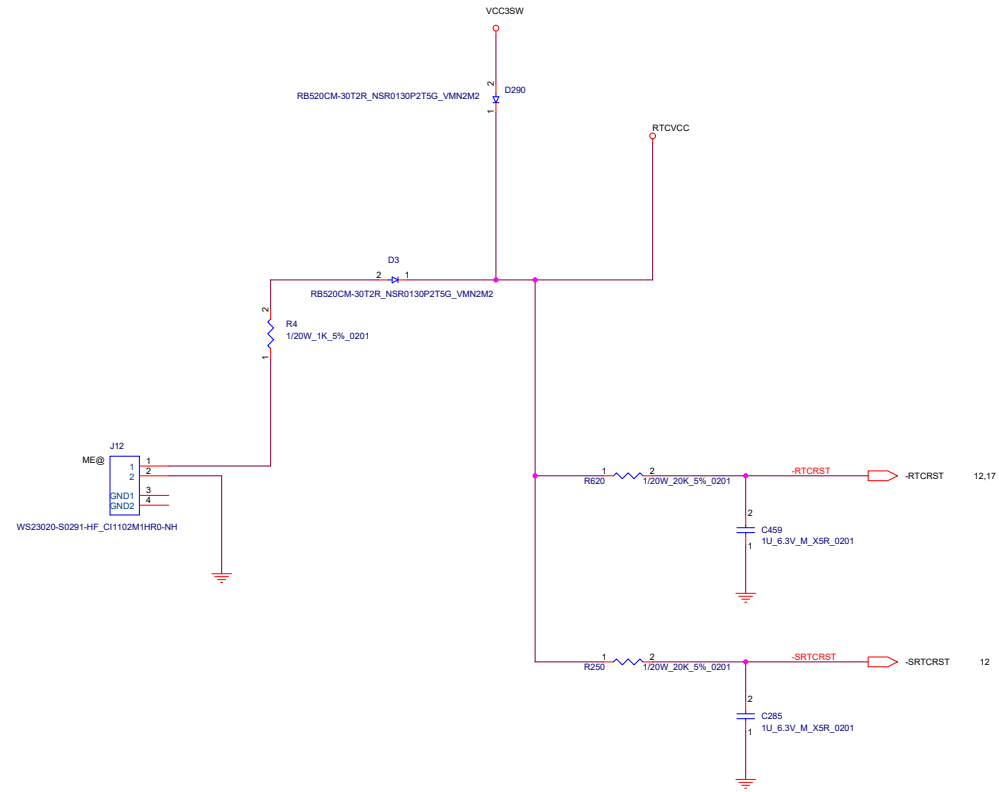 VCC3SW
2
D290
RB520CM-30T2R_NSR0130P2T5G_VMN2M2
1
RTCVCC
D3
2 1
RB520CM-30T2R_NSR0130P2T5G_VMN2M2
2
R4
1/20W_1K_5%_0201
1
J12
ME@
1 1
2 2
GND1 3
GND2 4
WS23020-S0291-HF_CI1102M1HR0-NH
1 2
R620 1/20W_20K_5%_0201
-RTCRST
-RTCRST 12,17
2
C459
1U_6.3V_M_X5R_0201
1
1 2
R250 1/20W_20K_5%_0201
-SRTCRST
-SRTCRST 12
2
C285
1U_6.3V_M_X5R_0201
1